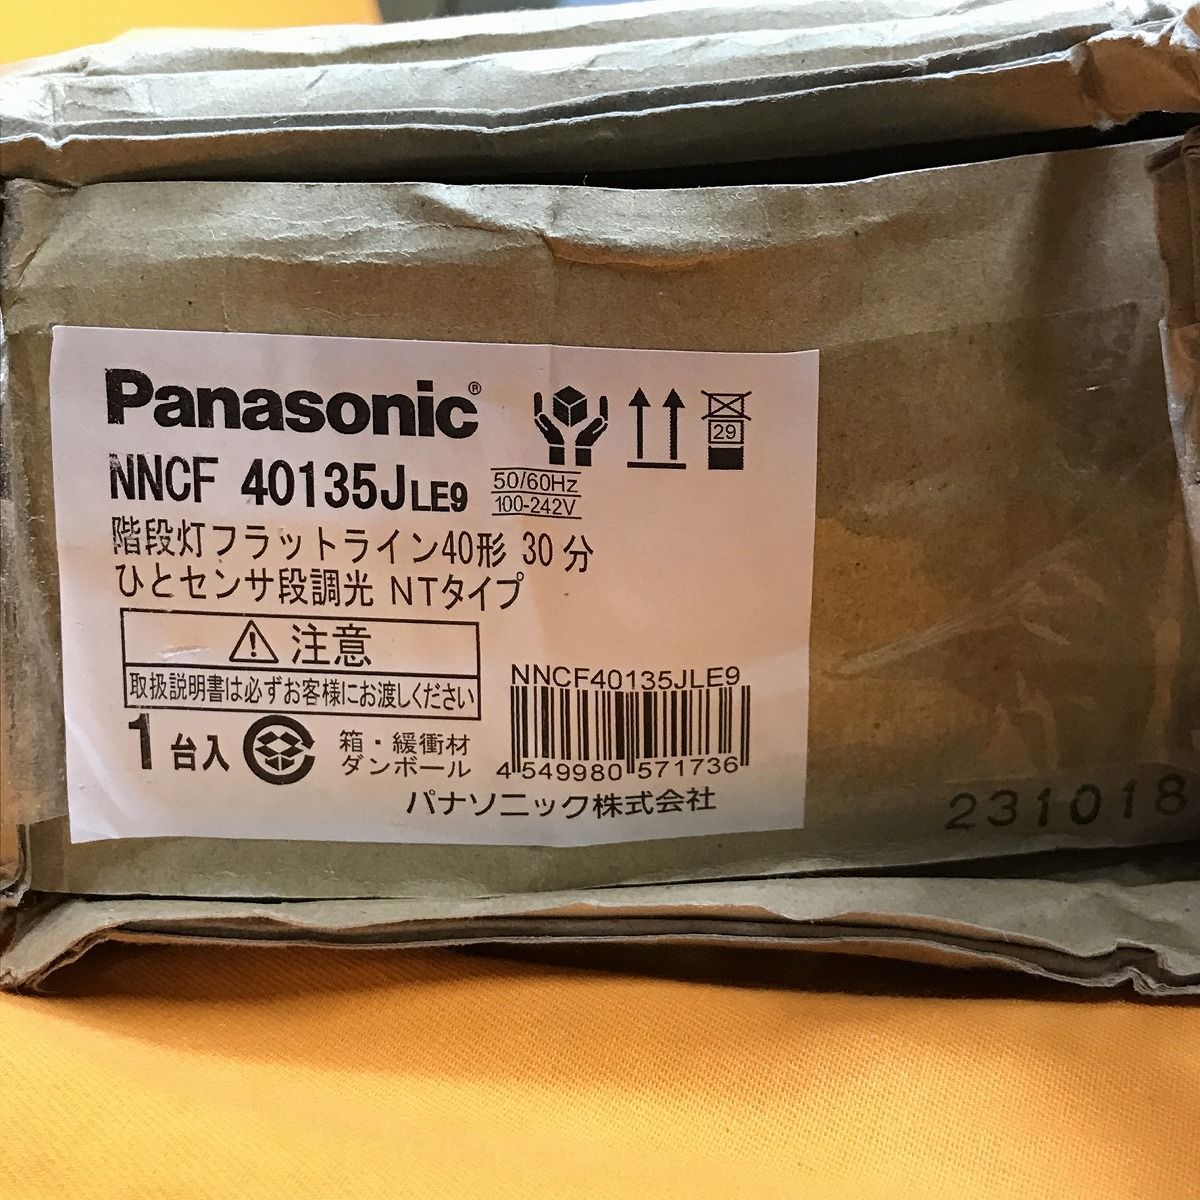 Panasonic®
NNCF 40135JLE9
50/60Hz
100-242V
29
階段灯フラットライン40形 30分
ひとセンサ段調光 NTタイプ
注意
取扱説明書は必ずお客様にお渡しください
1台入
箱・緩衝材
ダンボール
NNCF40135JLE9
4 549980 571736
パナソニック株式会社
231018